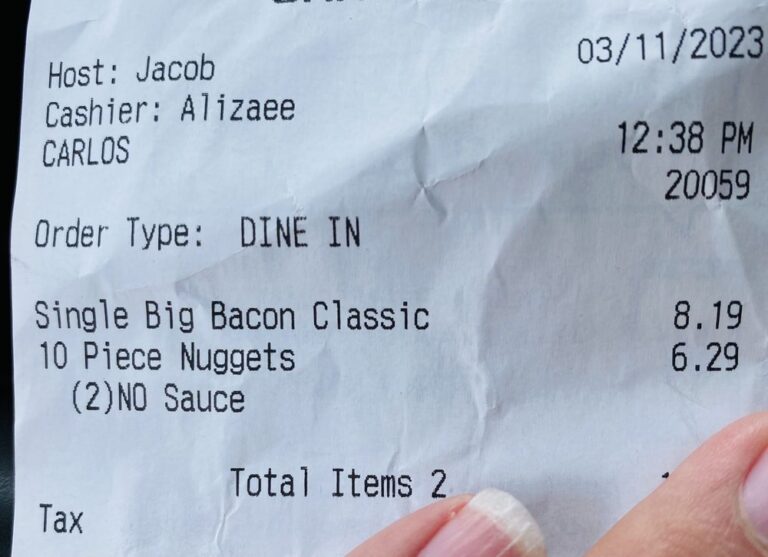 Host: Jacob 03/11/2023
Cashier: Alizaee
CARLOS 12:38 PM
20059
Order Type: DINE IN
Single Big Bacon Classic 8.19
10 Piece Nuggets 6.29
(2)NO Sauce
Total Items 2
Tax